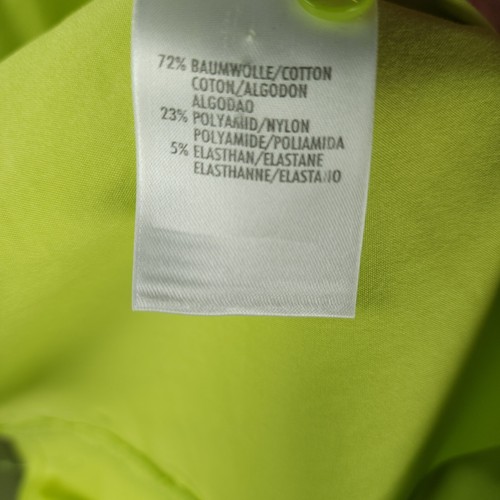 72% BAUMWOLLE/COTTON
COTON/ALGODON
ALGODAO
23% POLYAMID/NYLON
POLYAMIDE/POLIAMIDA
5% ELASTHAN/ELASTANE
ELASTHANNE/ELASTANO